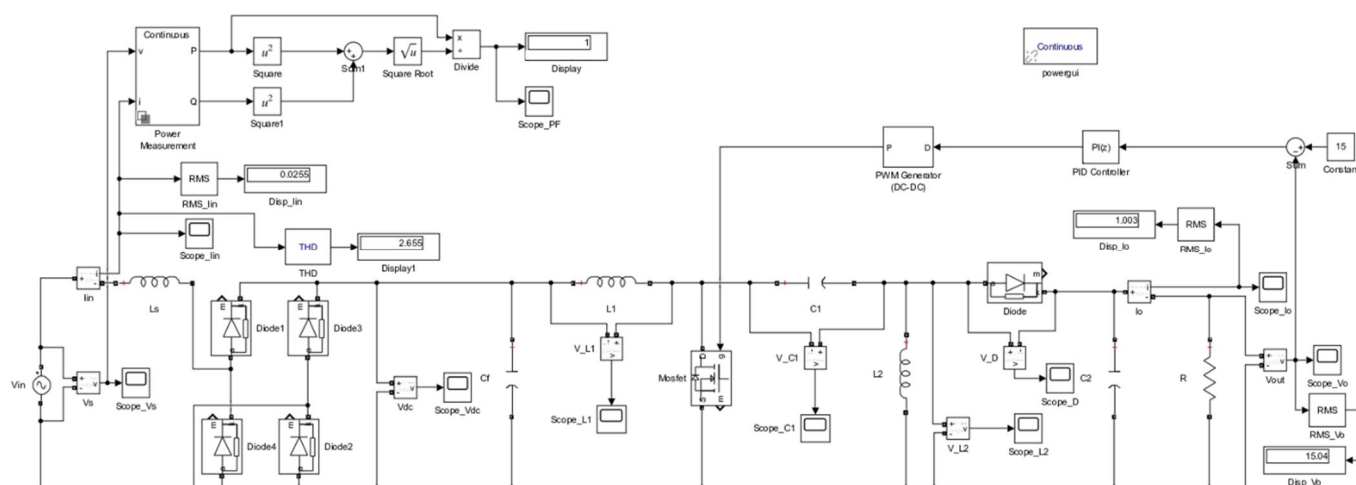 Continuous
v
P
i
Q
Power
Measurement
u²
Square
u²
Square1
Sum1
√u
Square Root
x
÷
Divide
1
Display
Scope_PF
Continuous
powergui
P
D
PWM Generator
(DC-DC)
PI(z)
PID Controller
Sum
15
Constant
RMS
RMS_Iin
0.0255
Disp_Iin
Scope_Iin
THD
THD
2.655
Display1
1.003
Disp_Io
RMS
RMS_Io
Iin
Ls
Diode1
Diode3
Diode4
Diode2
Vin
Vs
Scope_Vs
Vdc
Scope_Vdc
Cf
L1
V_L1
Scope_L1
Mosfet
g
D
S
m
C1
V_C1
Scope_C1
L2
V_L2
Scope_L2
Diode
m
V_D
Scope_D
C2
Io
Scope_Io
R
Vout
Scope_Vo
RMS
RMS_Vo
15.04
Disp_Vo